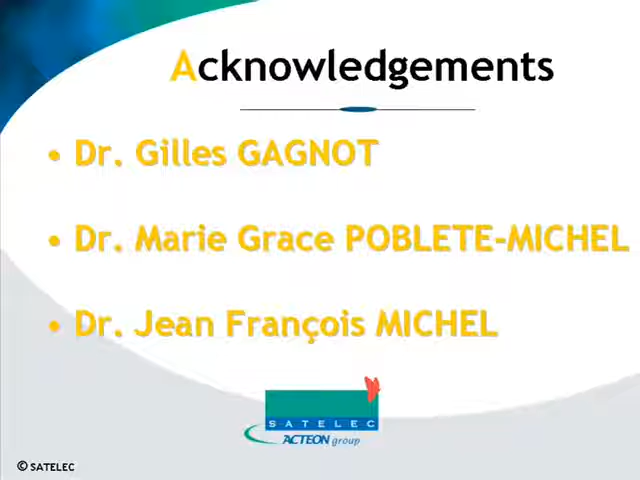 Acknowledgements
• Dr. Gilles GAGNOT
• Dr. Marie Grace POBLETE-MICHEL
• Dr. Jean François MICHEL
SATELEC
ACTEON group
© SATELEC